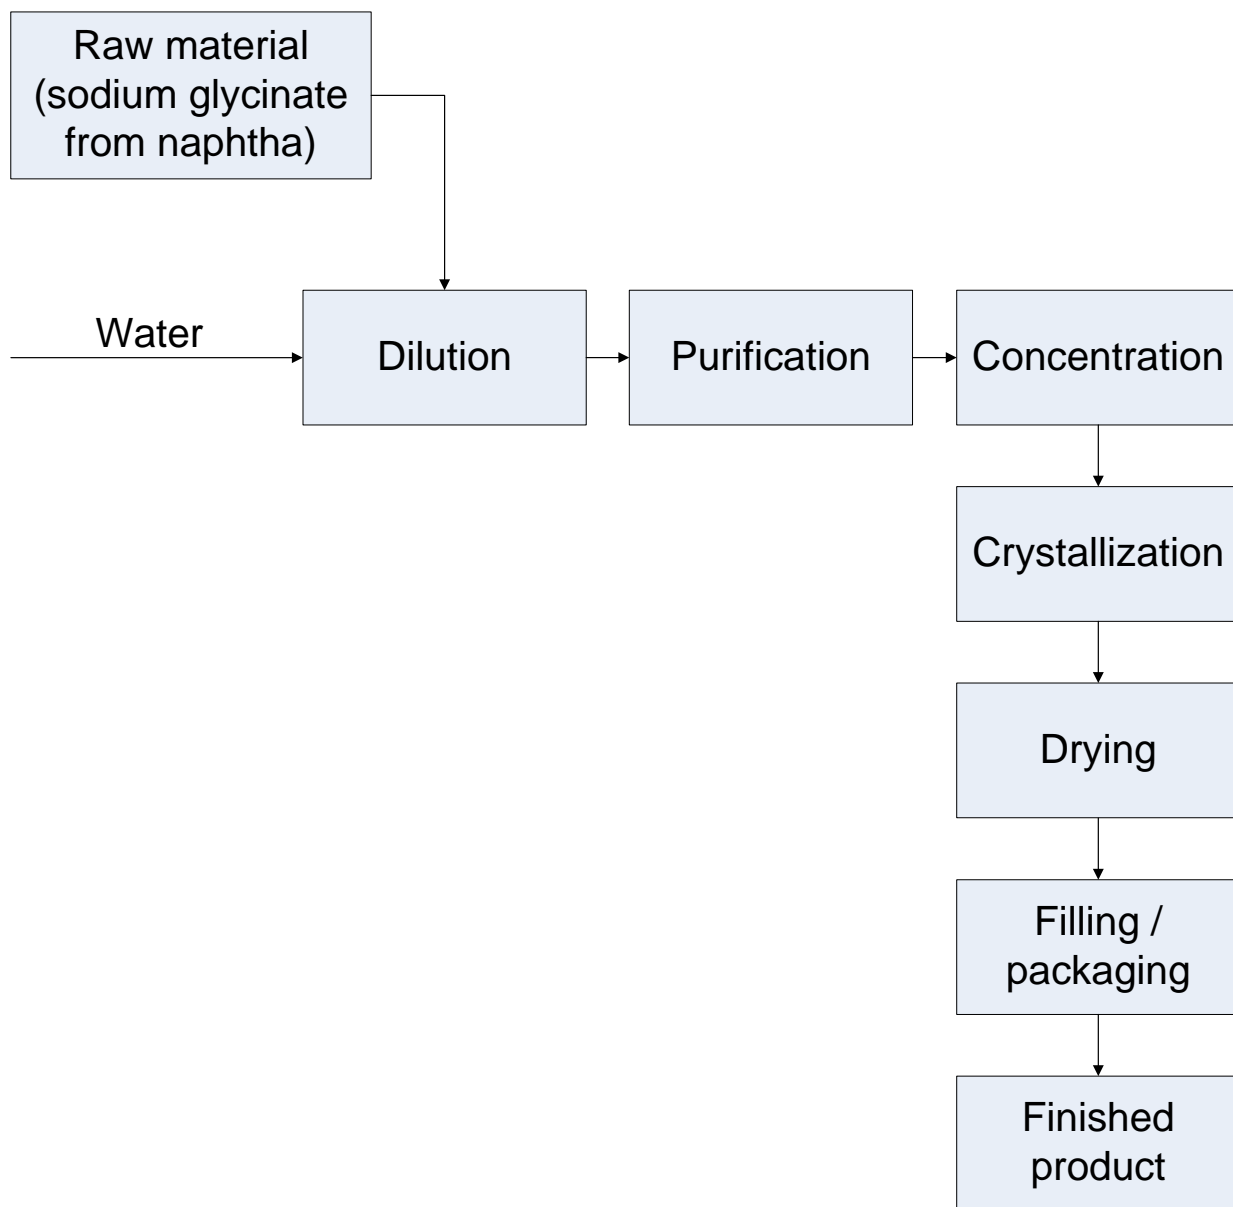 Raw material
(sodium glycinate
from naphtha)
Water
Dilution
Purification
Concentration
Crystallization
Drying
Filling /
packaging
Finished
product